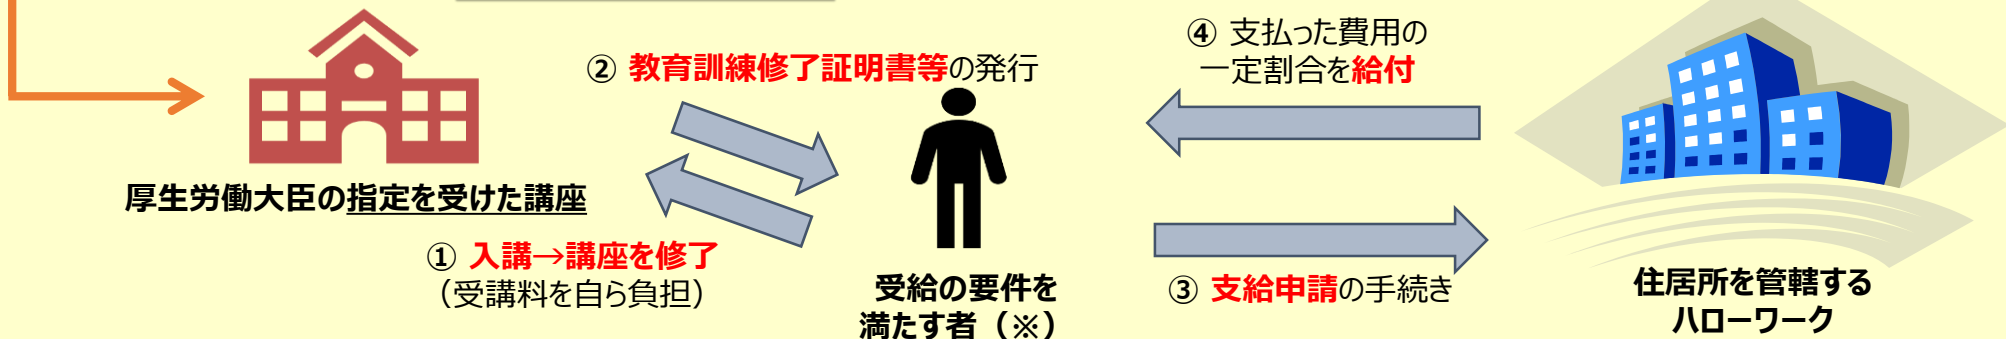 ② 教育訓練修了証明書等の発行
④ 支払った費用の
一定割合を給付
厚生労働大臣の指定を受けた講座
① 入講→講座を修了
（受講料を自ら負担）
受給の要件を
満たす者（※）
③ 支給申請の手続き
住居所を管轄する
ハローワーク